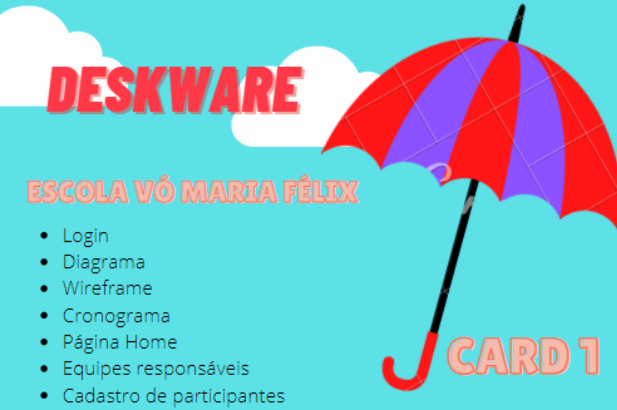 DESKWARE
ESCOLA VÓ MARIA FÉLIX
• Login
• Diagrama
• Wireframe
• Cronograma
• Página Home
• Equipes responsáveis
• Cadastro de participantes
CARD 1